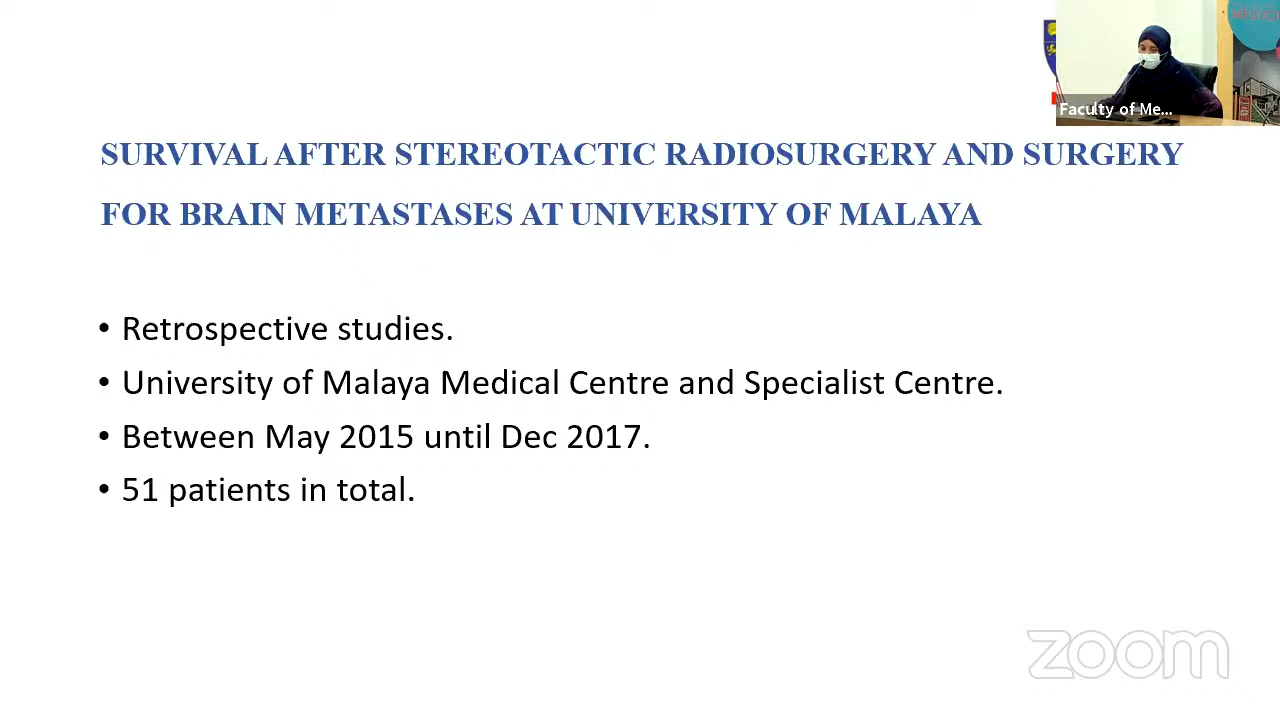 MEDICI
Faculty of Me...
SURVIVAL AFTER STEREOTACTIC RADIOSURGERY AND SURGERY
FOR BRAIN METASTASES AT UNIVERSITY OF MALAYA
• Retrospective studies.
• University of Malaya Medical Centre and Specialist Centre.
• Between May 2015 until Dec 2017.
• 51 patients in total.
zoom